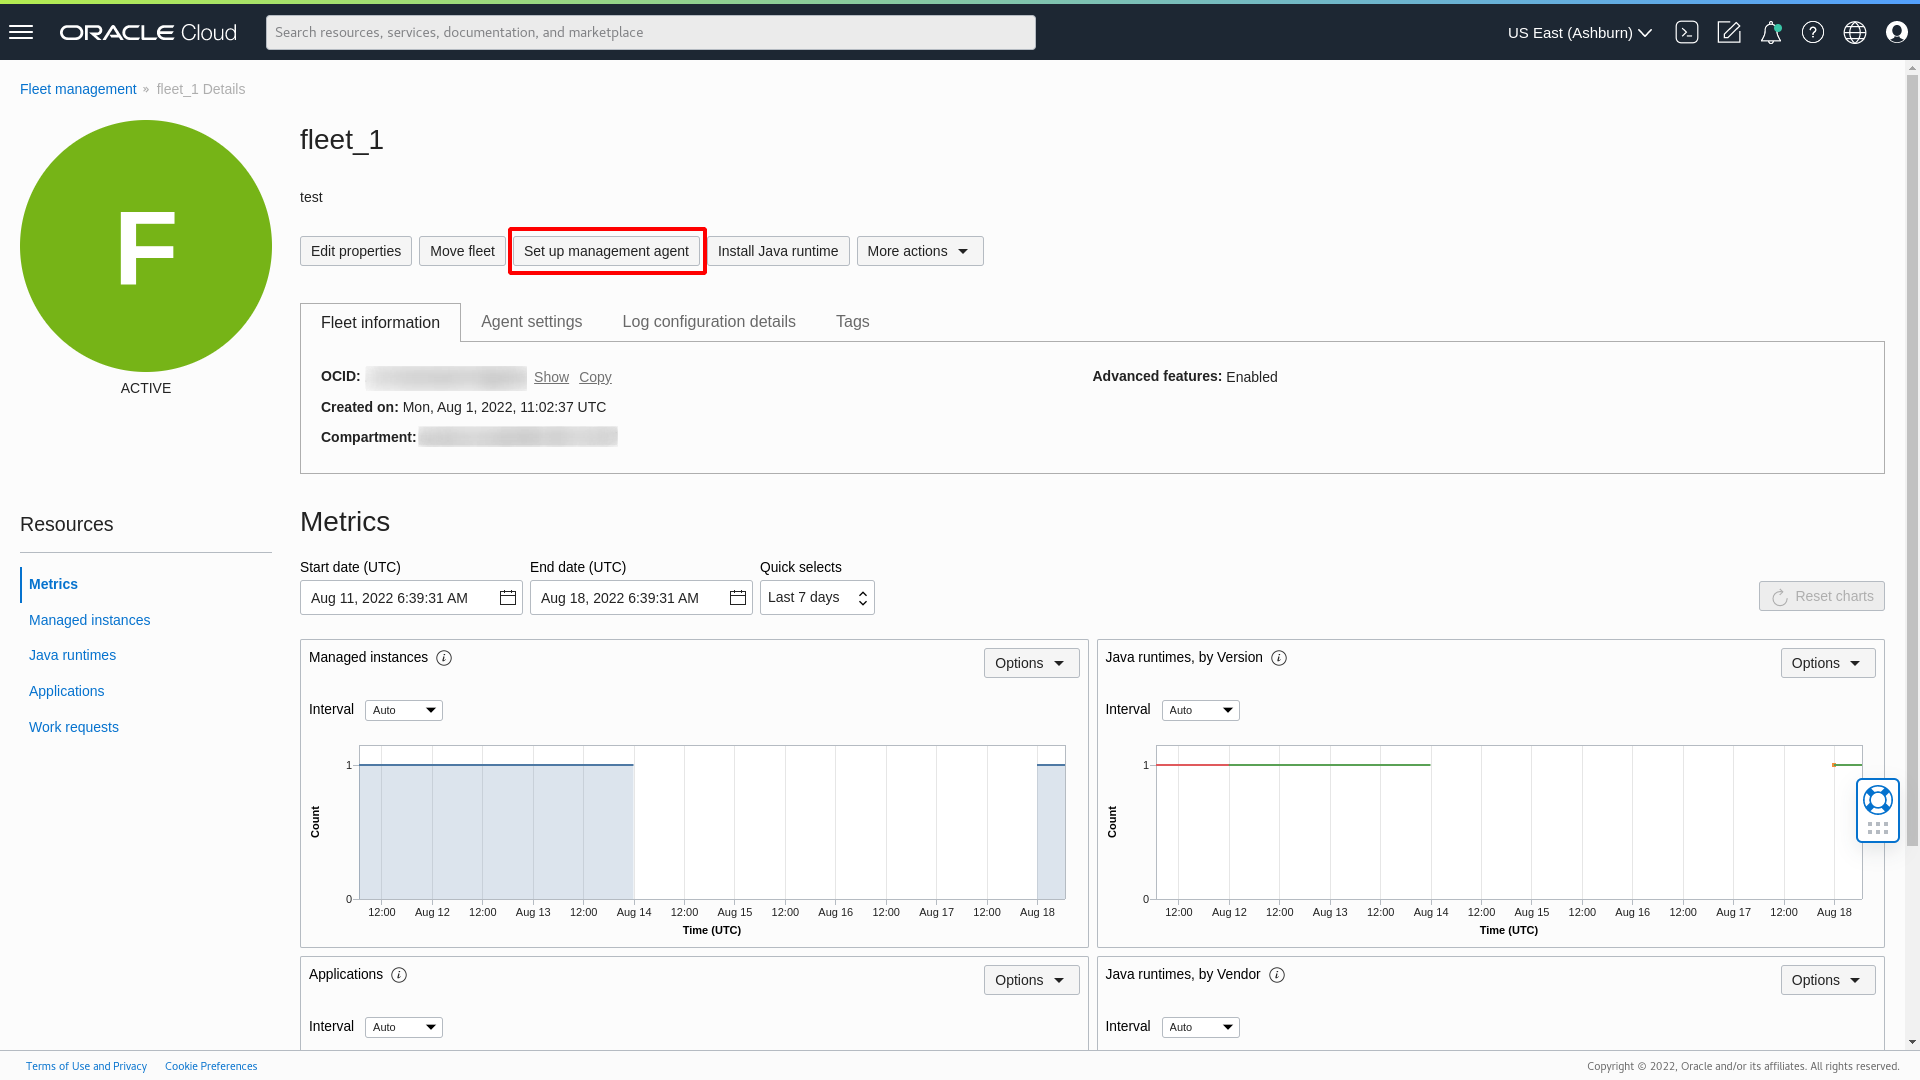 ORACLE Cloud
Search resources, services, documentation, and marketplace
US East (Ashburn)
Fleet management » fleet_1 Details
F
ACTIVE
fleet_1
test
Edit properties
Move fleet
Set up management agent
Install Java runtime
More actions
Fleet information
Agent settings
Log configuration details
Tags
OCID: Show Copy
Advanced features: Enabled
Created on: Mon, Aug 1, 2022, 11:02:37 UTC
Compartment:
Resources
Metrics
Managed instances
Java runtimes
Applications
Work requests
Metrics
Start date (UTC)
End date (UTC)
Quick selects
Aug 11, 2022 6:39:31 AM
Aug 18, 2022 6:39:31 AM
Last 7 days
Reset charts
Managed instances
Options
Interval Auto
1
Count
0
12:00 Aug 12 12:00 Aug 13 12:00 Aug 14 12:00 Aug 15 12:00 Aug 16 12:00 Aug 17 12:00 Aug 18
Time (UTC)
Java runtimes, by Version
Options
Interval Auto
1
Count
0
12:00 Aug 12 12:00 Aug 13 12:00 Aug 14 12:00 Aug 15 12:00 Aug 16 12:00 Aug 17 12:00 Aug 18
Time (UTC)
Applications
Options
Interval Auto
Java runtimes, by Vendor
Options
Interval Auto
Terms of Use and Privacy
Cookie Preferences
Copyright © 2022, Oracle and/or its affiliates. All rights reserved.